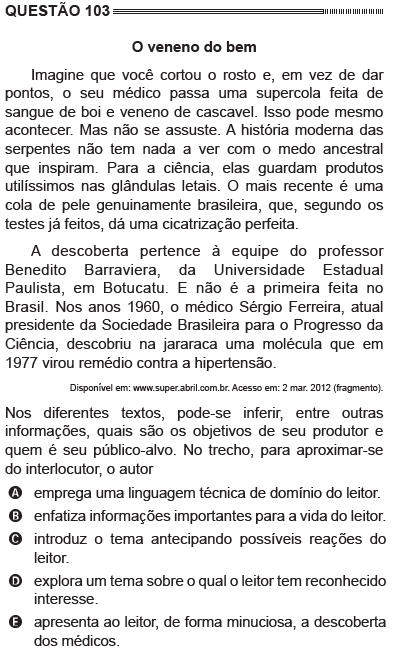 QUESTÃO 103
O veneno do bem
Imagine que você cortou o rosto e, em vez de dar
pontos, o seu médico passa uma supercola feita de
sangue de boi e veneno de cascavel. Isso pode mesmo
acontecer. Mas não se assuste. A história moderna das
serpentes não tem nada a ver com o medo ancestral
que inspiram. Para a ciência, elas guardam produtos
utilíssimos nas glândulas letais. O mais recente é uma
cola de pele genuinamente brasileira, que, segundo os
testes já feitos, dá uma cicatrização perfeita.
A descoberta pertence à equipe do professor
Benedito Barraviera, da Universidade Estadual
Paulista, em Botucatu. E não é a primeira feita no
Brasil. Nos anos 1960, o médico Sérgio Ferreira, atual
presidente da Sociedade Brasileira para o Progresso da
Ciência, descobriu na jararaca uma molécula que em
1977 virou remédio contra a hipertensão.
Disponível em: www.super.abril.com.br. Acesso em: 2 mar. 2012 (fragmento).
Nos diferentes textos, pode-se inferir, entre outras
informações, quais são os objetivos de seu produtor e
quem é seu público-alvo. No trecho, para aproximar-se
do interlocutor, o autor
A emprega uma linguagem técnica de domínio do leitor.
B enfatiza informações importantes para a vida do leitor.
C introduz o tema antecipando possíveis reações do
leitor.
D explora um tema sobre o qual o leitor tem reconhecido
interesse.
E apresenta ao leitor, de forma minuciosa, a descoberta
dos médicos.